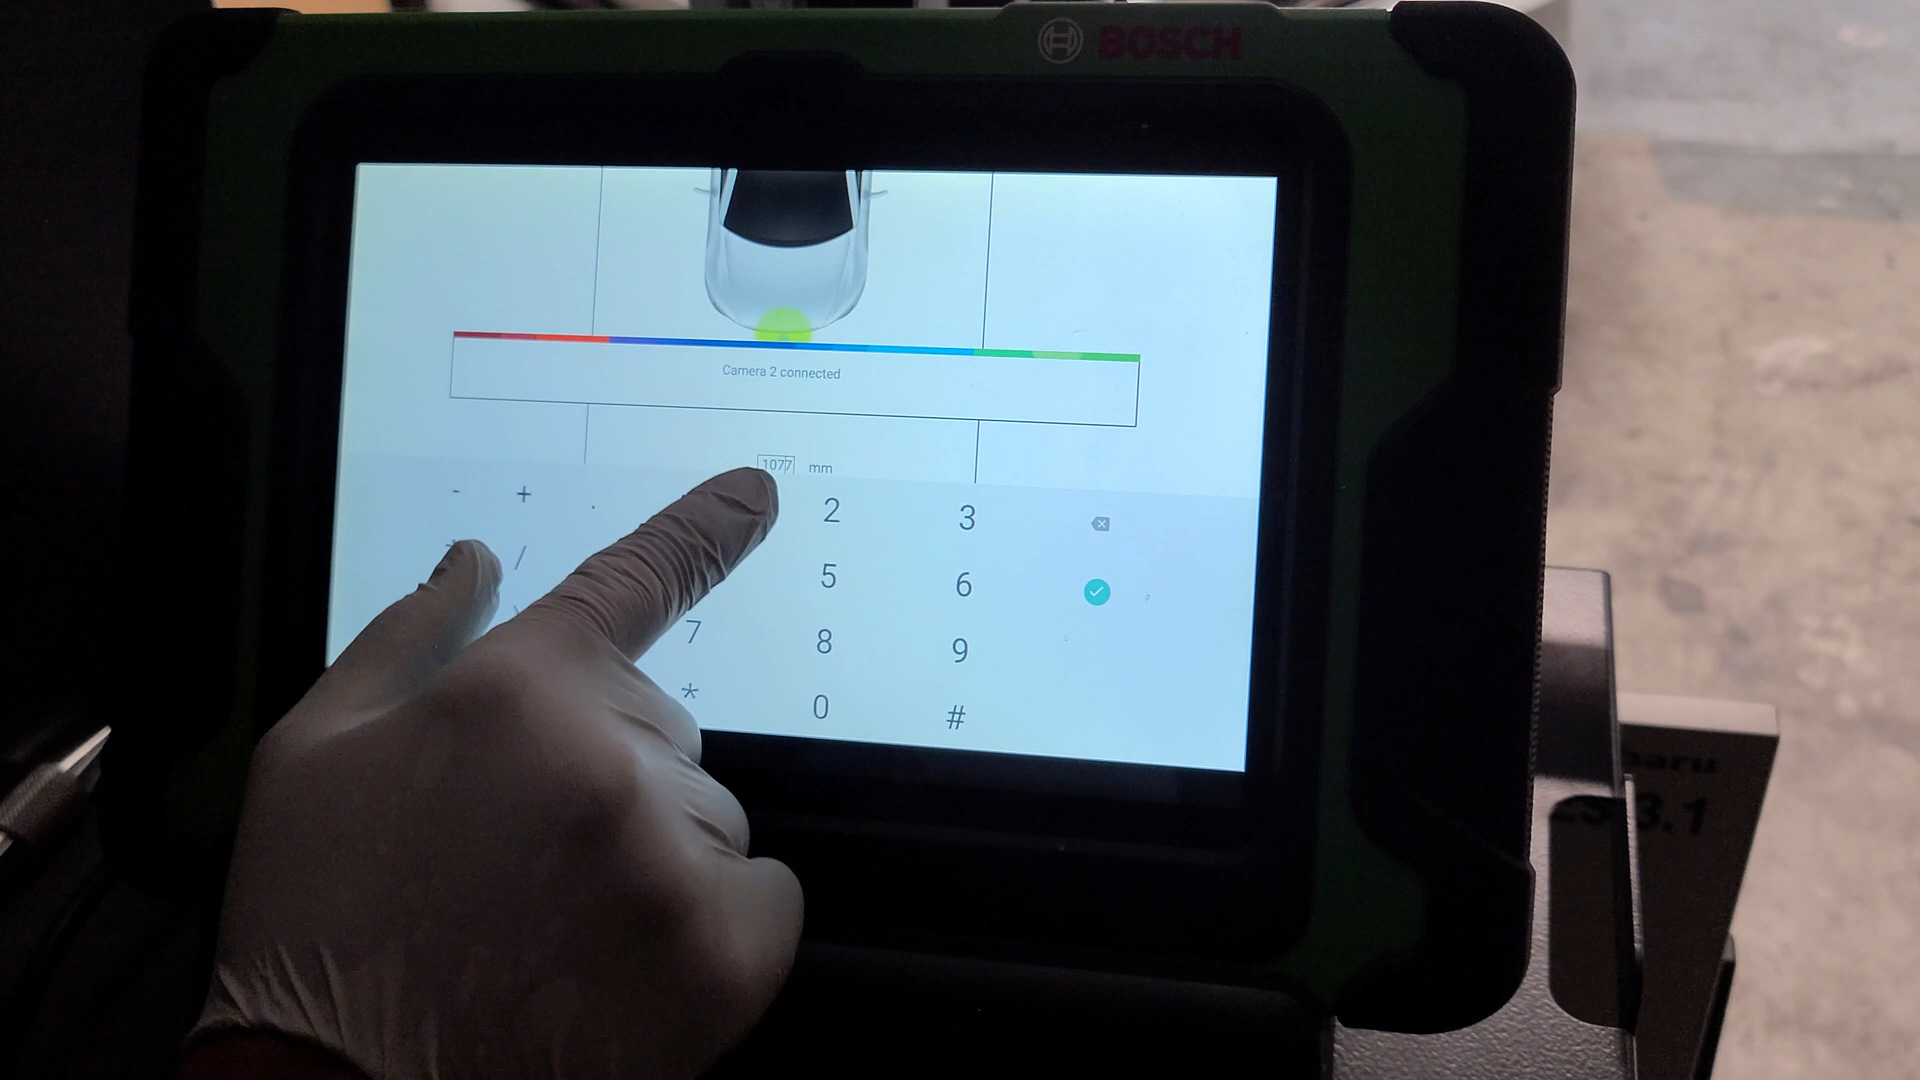 BOSCH
Camera 2 connected
1077 mm
- + . 2 3
/ 5 6
7 8 9
* 0 #
3.1